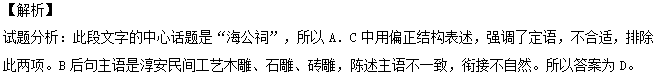 【解析】
试题分析：此段文字的中心话题是“海公祠”，所以 A．C 中用偏正结构表述，强调了定语，不合适，排除
此两项。B 后句主语是淳安民间工艺木雕、石雕、砖雕，陈述主语不一致，衔接不自然。所以答案为 D。